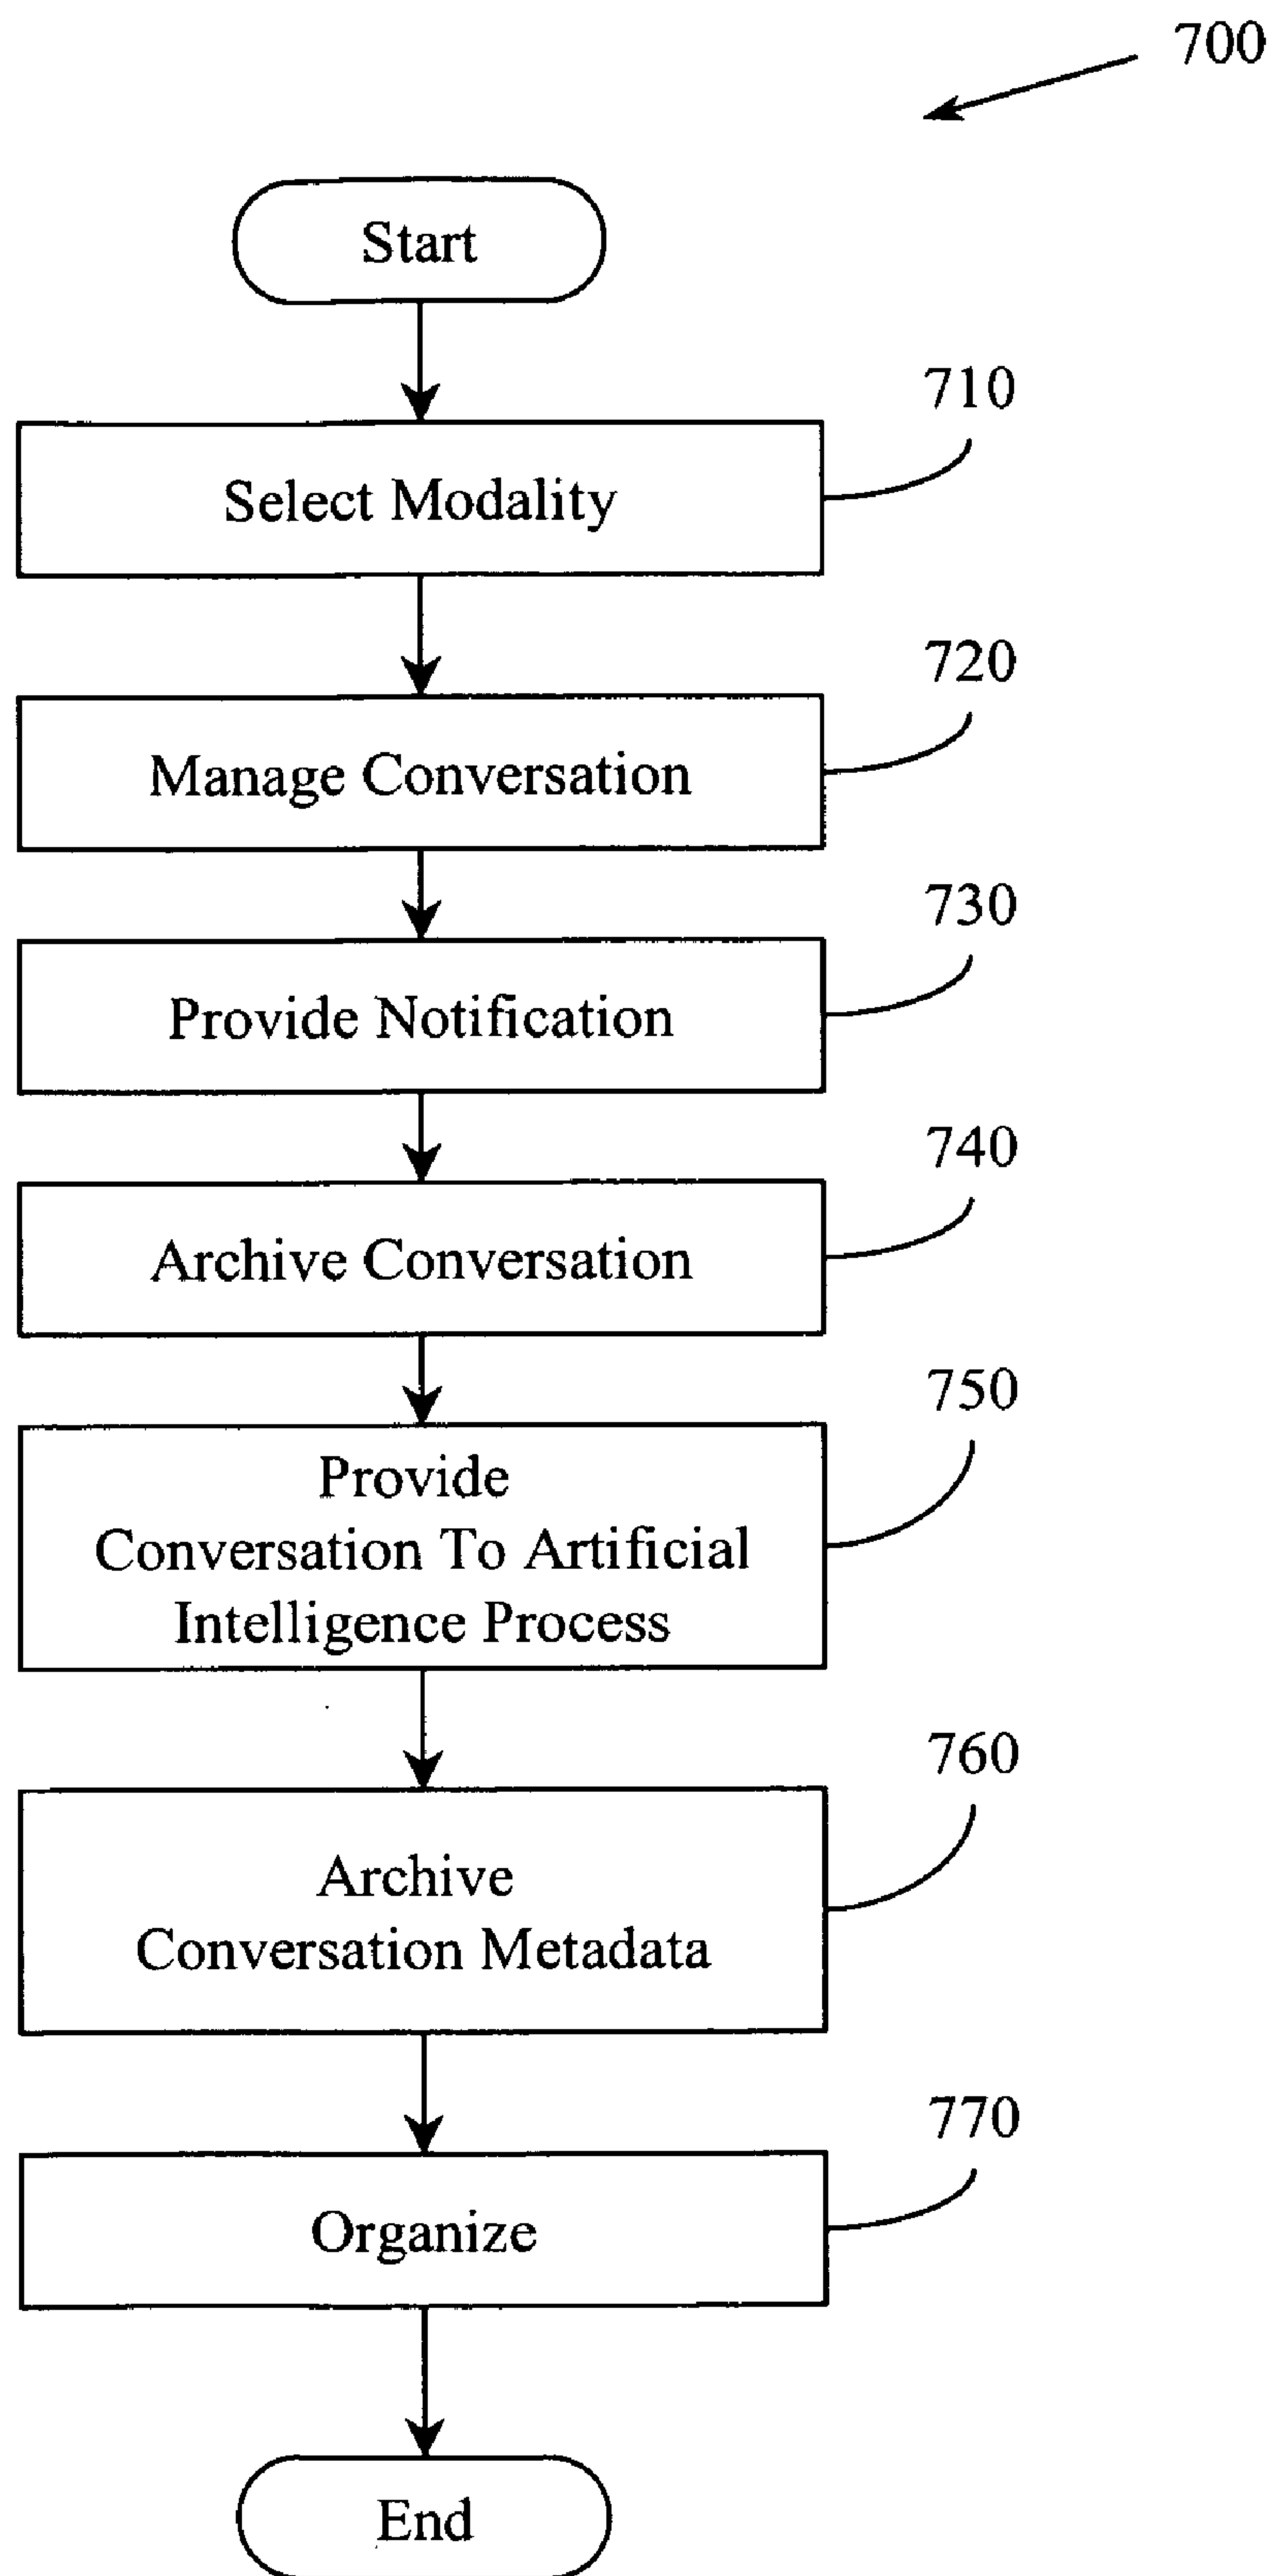 700
Start
710
Select Modality
720
Manage Conversation
730
Provide Notification
740
Archive Conversation
750
Provide
Conversation To Artificial
Intelligence Process
760
Archive
Conversation Metadata
770
Organize
End